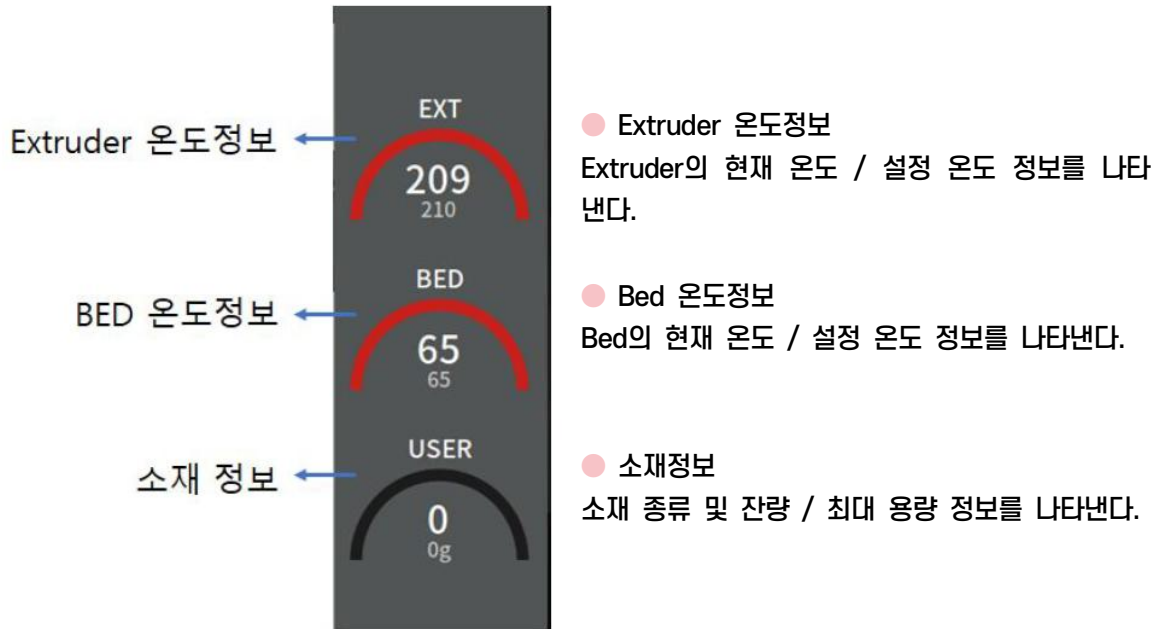 Extruder 온도정보
BED 온도정보
소재 정보
EXT
209
210
BED
65
65
USER
0
0g
Extruder 온도정보
Extruder의 현재 온도 / 설정 온도 정보를 나타
낸다.
Bed 온도정보
Bed의 현재 온도 / 설정 온도 정보를 나타낸다.
소재정보
소재 종류 및 잔량 / 최대 용량 정보를 나타낸다.